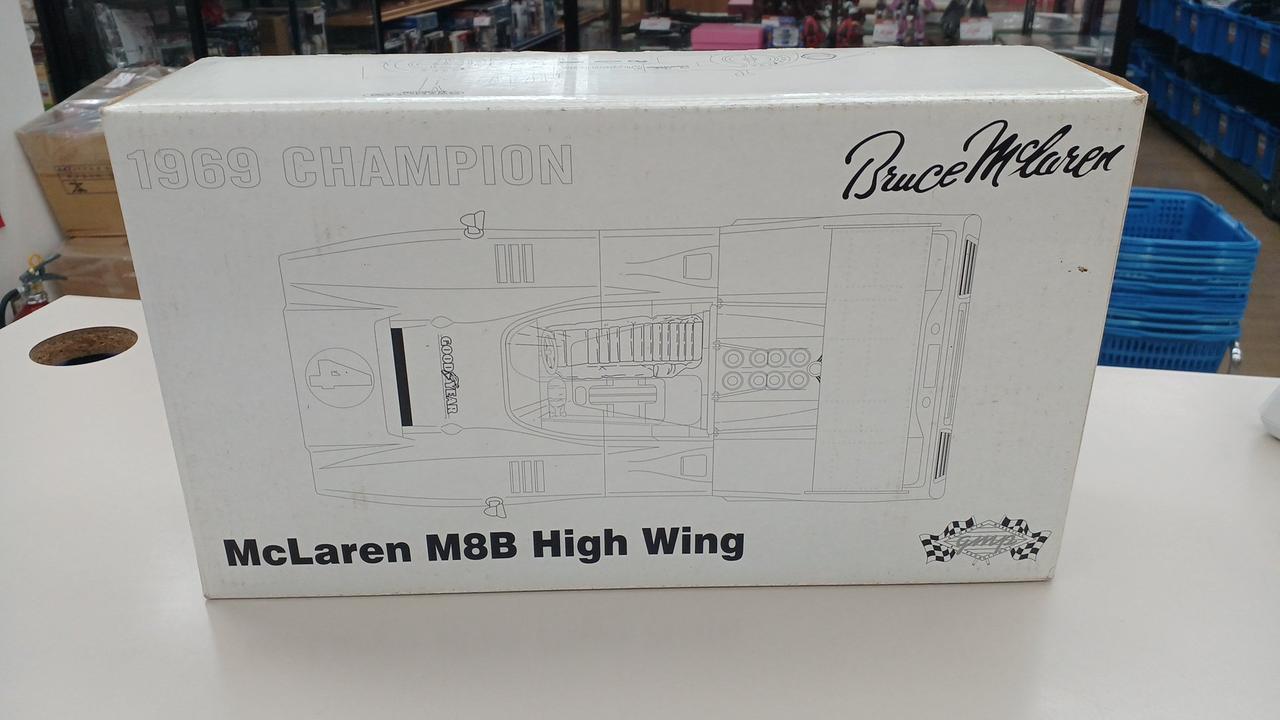 1969 CHAMPION
Bruce McLaren
4
GOODYEAR
McLaren M8B High Wing
gmp